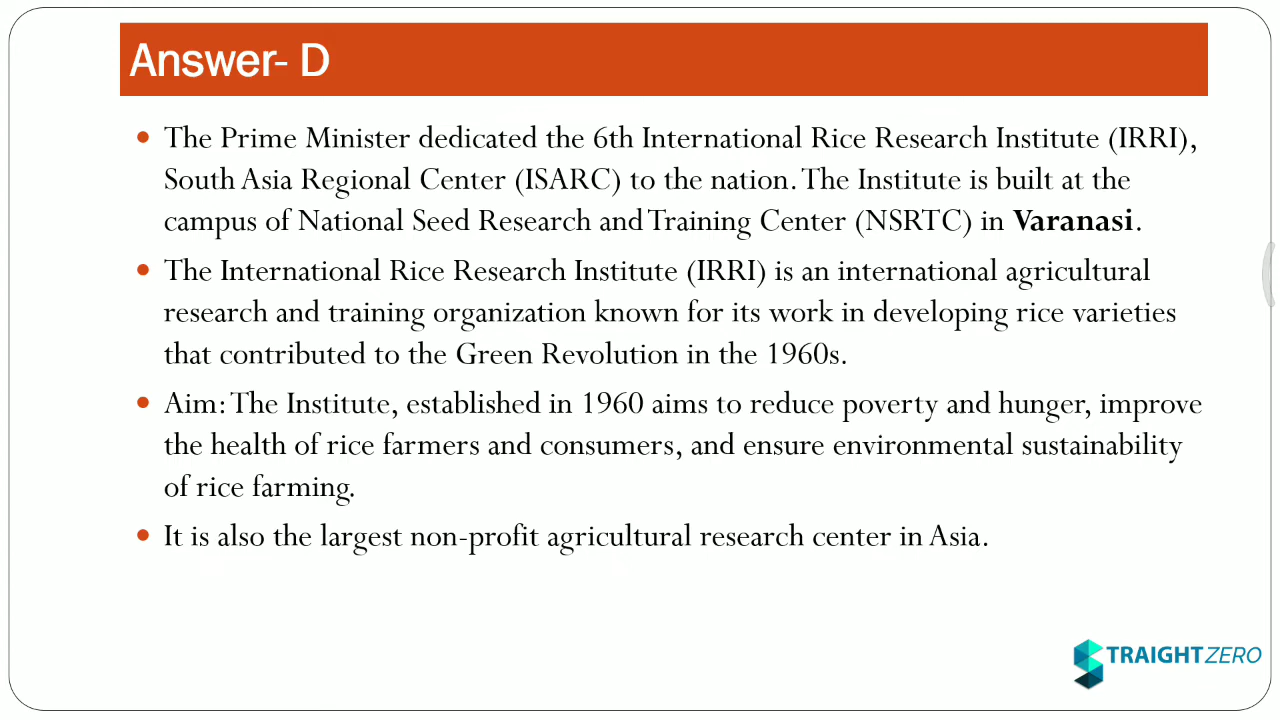 Answer- D
The Prime Minister dedicated the 6th International Rice Research Institute (IRRI),
South Asia Regional Center (ISARC) to the nation. The Institute is built at the
campus of National Seed Research and Training Center (NSRTC) in Varanasi.
The International Rice Research Institute (IRRI) is an international agricultural
research and training organization known for its work in developing rice varieties
that contributed to the Green Revolution in the 1960s.
Aim: The Institute, established in 1960 aims to reduce poverty and hunger, improve
the health of rice farmers and consumers, and ensure environmental sustainability
of rice farming.
It is also the largest non-profit agricultural research center in Asia.
STRAIGHTZERO